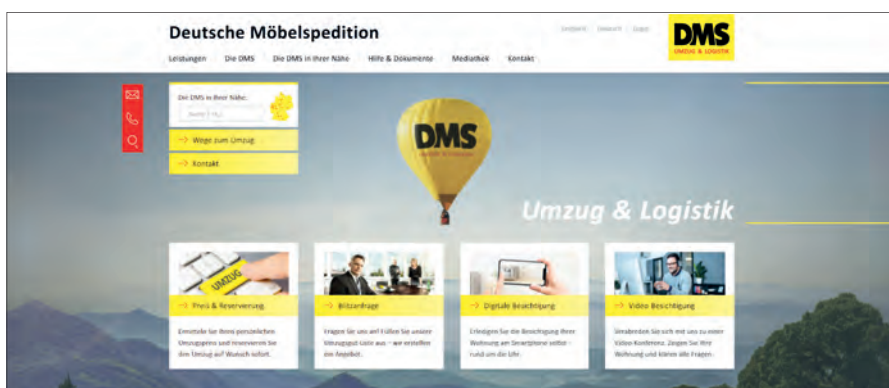 Deutsche Möbelspedition
DMS
UMZUG & LOGISTIK
Leistungen Die DMS Die DMS in Ihrer Nähe Hilfe & Dokumente Mediathek Kontakt
Die DMS in Ihrer Nähe.
--> Wege zum Umzug
--> Kontakt
DMS
Umzug & Logistik
UMZUG
--> Preis & Reservierung
Ermitteln Sie Ihren persönlichen
Umzugspreis und reservieren Sie
den Umzug auf Wunsch sofort.
--> Blitzanfrage
Fragen Sie uns an! Füllen Sie unsere
Umzugsgut-Liste aus – wir erstellen
ein Angebot.
--> Digitale Besichtigung
Erledigen Sie die Besichtigung Ihrer
Wohnung am Smartphone selbst –
rund um die Uhr.
--> Video Besichtigung
Verabreden Sie sich mit uns zu einer
Video-Konferenz. Zeigen Sie Ihre
Wohnung und klären alle Fragen.